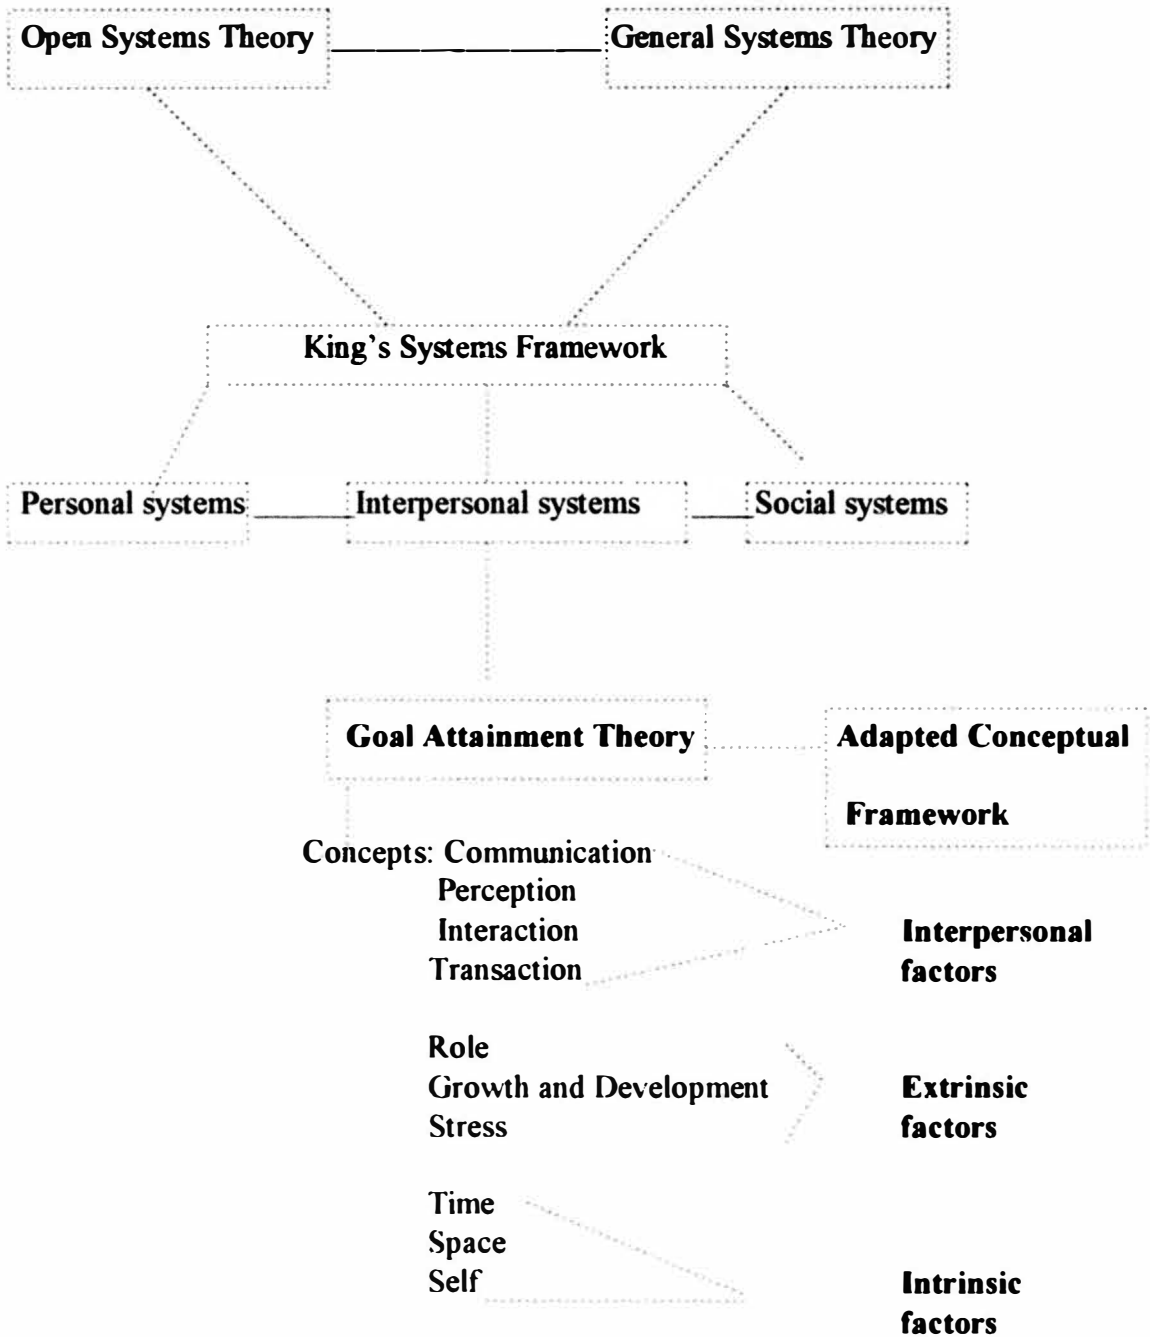 Open Systems Theory
General Systems Theory
King's Systems Framework
Personal systems
Interpersonal systems
Social systems
Goal Attainment Theory
Adapted Conceptual
Framework
Concepts: Communication
Perception
Interaction
Transaction
Interpersonal
factors
Role
Growth and Development
Stress
Extrinsic
factors
Time
Space
Self
Intrinsic
factors